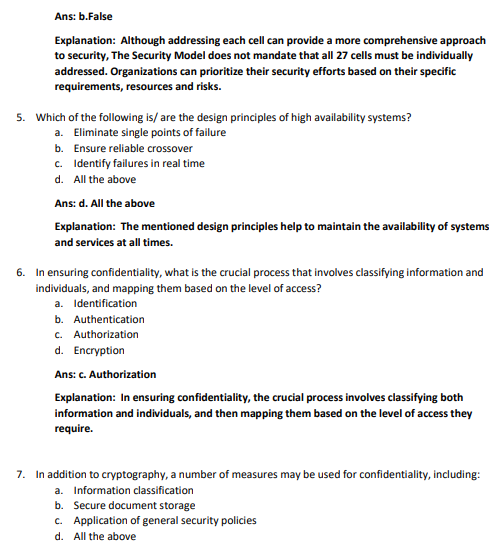 Ans: b.False
Explanation: Although addressing each cell can provide a more comprehensive approach
to security, The Security Model does not mandate that all 27 cells must be individually
addressed. Organizations can prioritize their security efforts based on their specific
requirements, resources and risks.
5. Which of the following is/ are the design principles of high availability systems?
a. Eliminate single points of failure
b. Ensure reliable crossover
c. Identify failures in real time
d. All the above
Ans: d. All the above
Explanation: The mentioned design principles help to maintain the availability of systems
and services at all times.
6. In ensuring confidentiality, what is the crucial process that involves classifying information and
individuals, and mapping them based on the level of access?
a. Identification
b. Authentication
c. Authorization
d. Encryption
Ans: c. Authorization
Explanation: In ensuring confidentiality, the crucial process involves classifying both
information and individuals, and then mapping them based on the level of access they
require.
7. In addition to cryptography, a number of measures may be used for confidentiality, including:
a. Information classification
b. Secure document storage
c. Application of general security policies
d. All the above